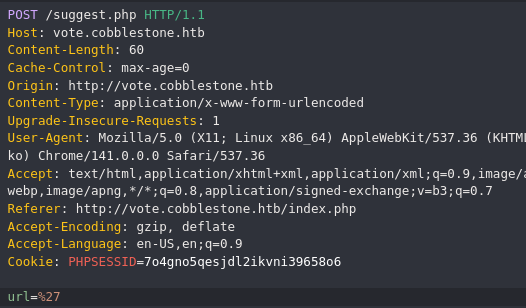 POST /suggest.php HTTP/1.1
Host: vote.cobblestone.htb
Content-Length: 60
Cache-Control: max-age=0
Origin: http://vote.cobblestone.htb
Content-Type: application/x-www-form-urlencoded
Upgrade-Insecure-Requests: 1
User-Agent: Mozilla/5.0 (X11; Linux x86_64) AppleWebKit/537.36 (KHTML
ko) Chrome/141.0.0.0 Safari/537.36
Accept: text/html,application/xhtml+xml,application/xml;q=0.9,image/a
webp,image/apng,*/*;q=0.8,application/signed-exchange;v=b3;q=0.7
Referer: http://vote.cobblestone.htb/index.php
Accept-Encoding: gzip, deflate
Accept-Language: en-US,en;q=0.9
Cookie: PHPSESSID=7o4gno5qesjdl2ikvni39658o6
url=%27